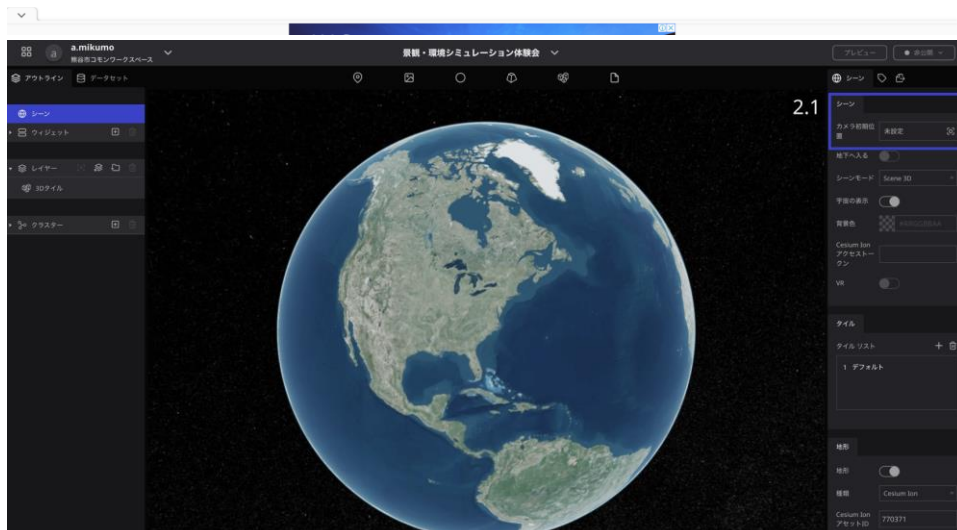 a
a.mikumo
熊谷市コモンワークスペース
景観・環境シミュレーション体験会
プレビュー
非公開
アウトライン
データセット
シーン
シーン
ウィジェット
レイヤー
3Dタイル
クラスター
2.1
シーン
カメラ初期位
置
未設定
地下へ入る
シーンモード
Scene 3D
宇宙の表示
背景色
Cesium Ion
アクセストー
クン
VR
タイル
タイル リスト
1 デフォルト
地形
地形
種類
Cesium Ion
Cesium Ion
アセットID
770371